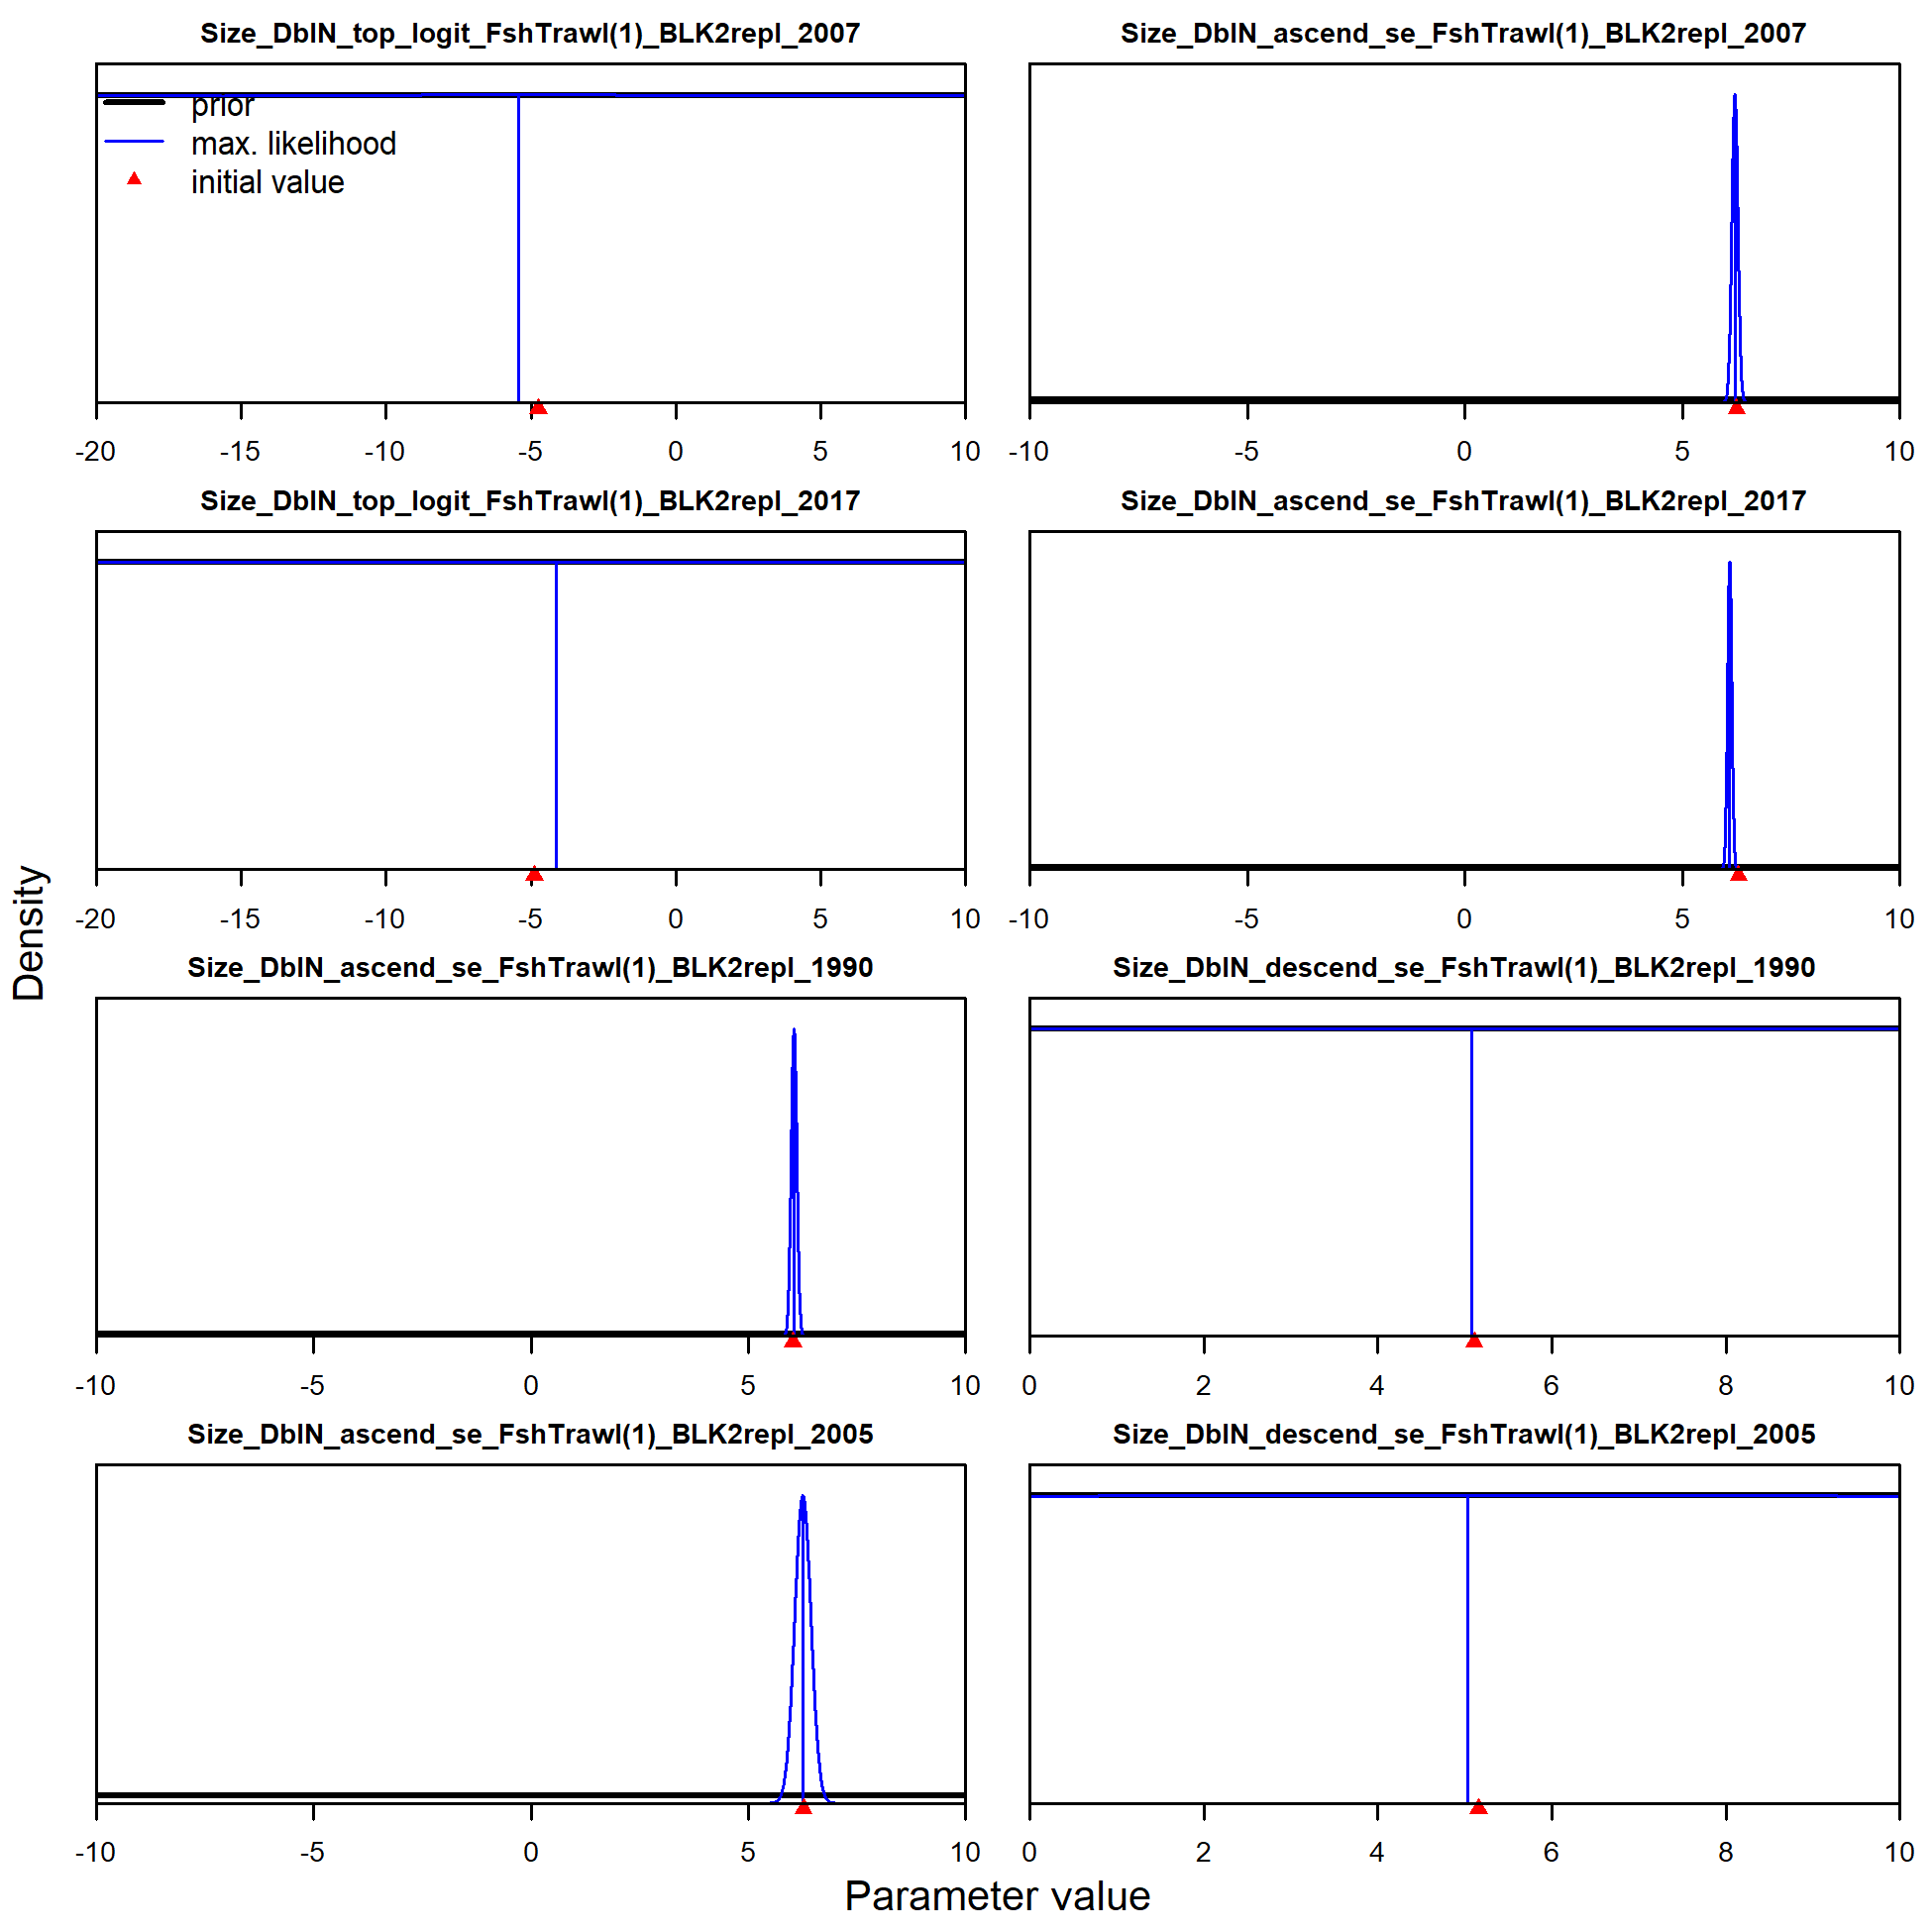 Size_DblN_top_logit_FshTrawl(1)_BLK2repl_2007
prior
max. likelihood
initial value
-20 -15 -10 -5 0 5 10
Size_DblN_ascend_se_FshTrawl(1)_BLK2repl_2007
-10 -5 0 5 10
Size_DblN_top_logit_FshTrawl(1)_BLK2repl_2017
-20 -15 -10 -5 0 5 10
Size_DblN_ascend_se_FshTrawl(1)_BLK2repl_2017
-10 -5 0 5 10
Density
Size_DblN_ascend_se_FshTrawl(1)_BLK2repl_1990
-10 -5 0 5 10
Size_DblN_descend_se_FshTrawl(1)_BLK2repl_1990
0 2 4 6 8 10
Size_DblN_ascend_se_FshTrawl(1)_BLK2repl_2005
-10 -5 0 5 10
Size_DblN_descend_se_FshTrawl(1)_BLK2repl_2005
0 2 4 6 8 10
Parameter value